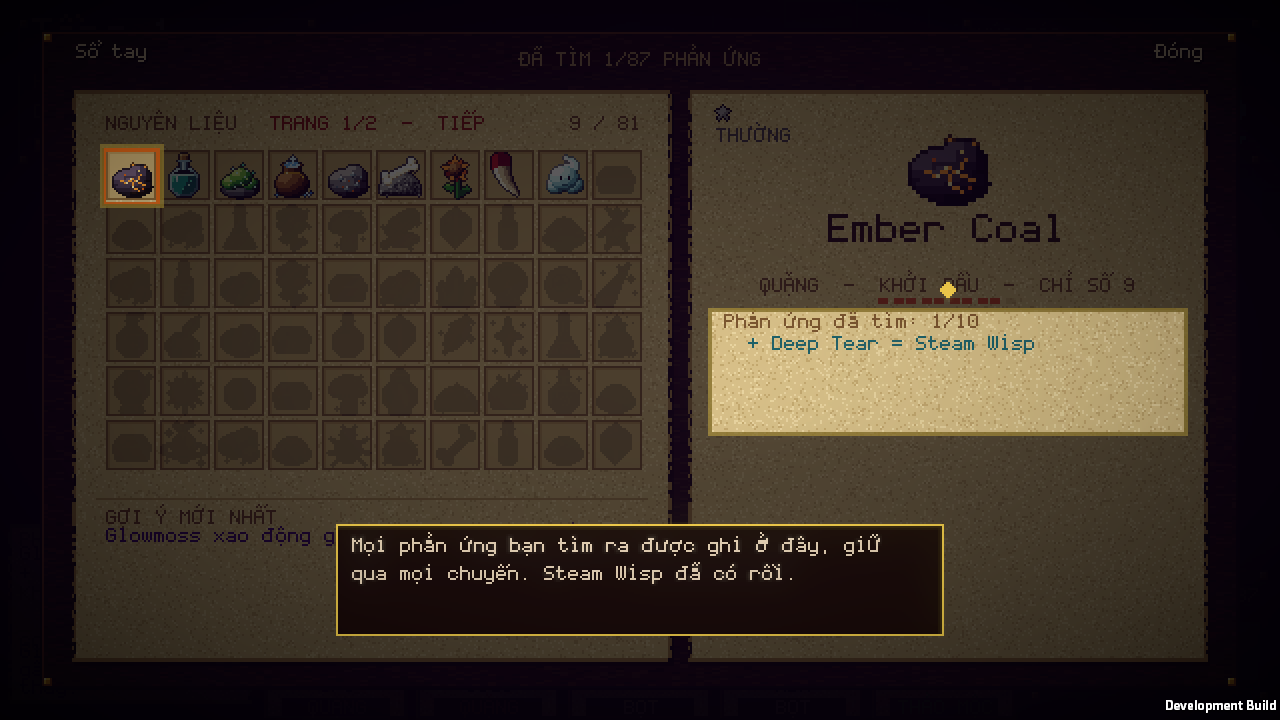 Sổ tay
ĐÃ TÌM 1/87 PHẢN ỨNG
Đóng
NGUYÊN LIỆU TRANG 1/2 - TIẾP 9 / 81
THƯỜNG
Ember Coal
QUẶNG - KHỞI ĐẦU - CHỈ SỐ 9
Phản ứng đã tìm: 1/10
+ Deep Tear = Steam Wisp
GỢI Ý MỚI NHẤT
Glowmoss xao động
Mọi phản ứng bạn tìm ra được ghi ở đây, giữ
qua mọi chuyến. Steam Wisp đã có rồi.
Development Build